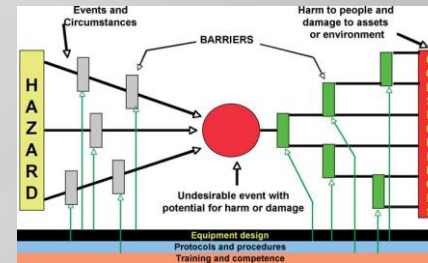 Events and
Circumstances
Harm to people and
damage to assets
or environment
BARRIERS
H
A
Z
A
R
D
Undesirable event with
potential for harm or damage
Equipment design
Protocols and procedures
Training and competence